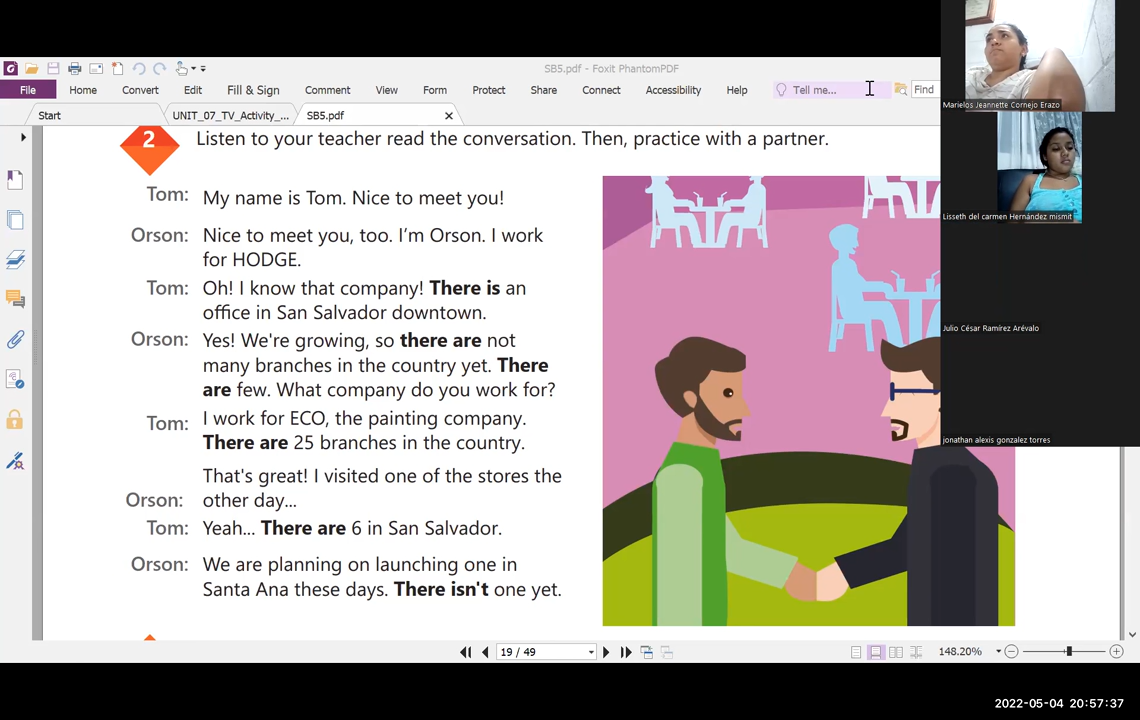 SB5.pdf - Foxit PhantomPDF
File Home Convert Edit Fill & Sign Comment View Form Protect Share Connect Accessibility Help Tell me... Find
Start UNIT_07_TV_Activity_... SB5.pdf
2 Listen to your teacher read the conversation. Then, practice with a partner.
Tom: My name is Tom. Nice to meet you!
Orson: Nice to meet you, too. I'm Orson. I work
for HODGE.
Tom: Oh! I know that company! There is an
office in San Salvador downtown.
Orson: Yes! We're growing, so there are not
many branches in the country yet. There
are few. What company do you work for?
Tom: I work for ECO, the painting company.
There are 25 branches in the country.
That's great! I visited one of the stores the
Orson: other day...
Tom: Yeah... There are 6 in San Salvador.
Orson: We are planning on launching one in
Santa Ana these days. There isn't one yet.
19 / 49
148.20%
Marielos Jeannette Cornejo Erazo
Lisseth del carmen Hernández mismit
Julio César Ramírez Arévalo
jonathan alexis gonzalez torres
2022-05-04 20:57:37